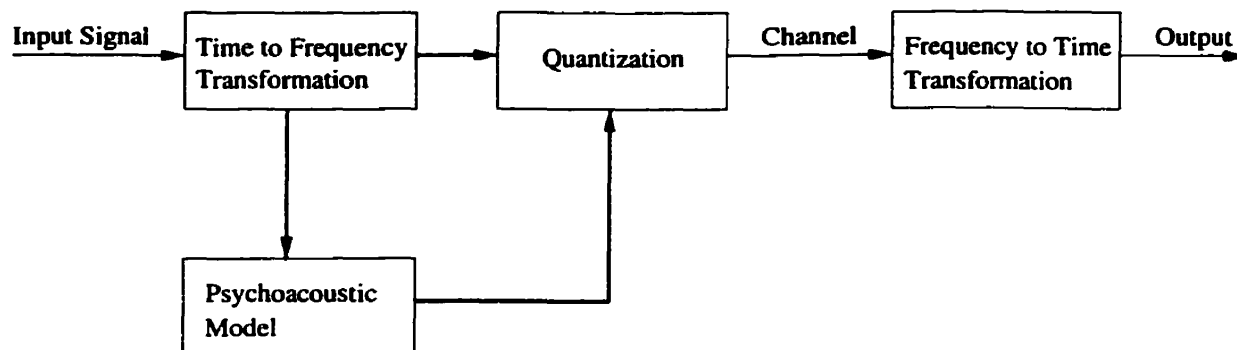 Input Signal
Time to Frequency
Transformation
Quantization
Channel
Frequency to Time
Transformation
Output
Psychoacoustic
Model